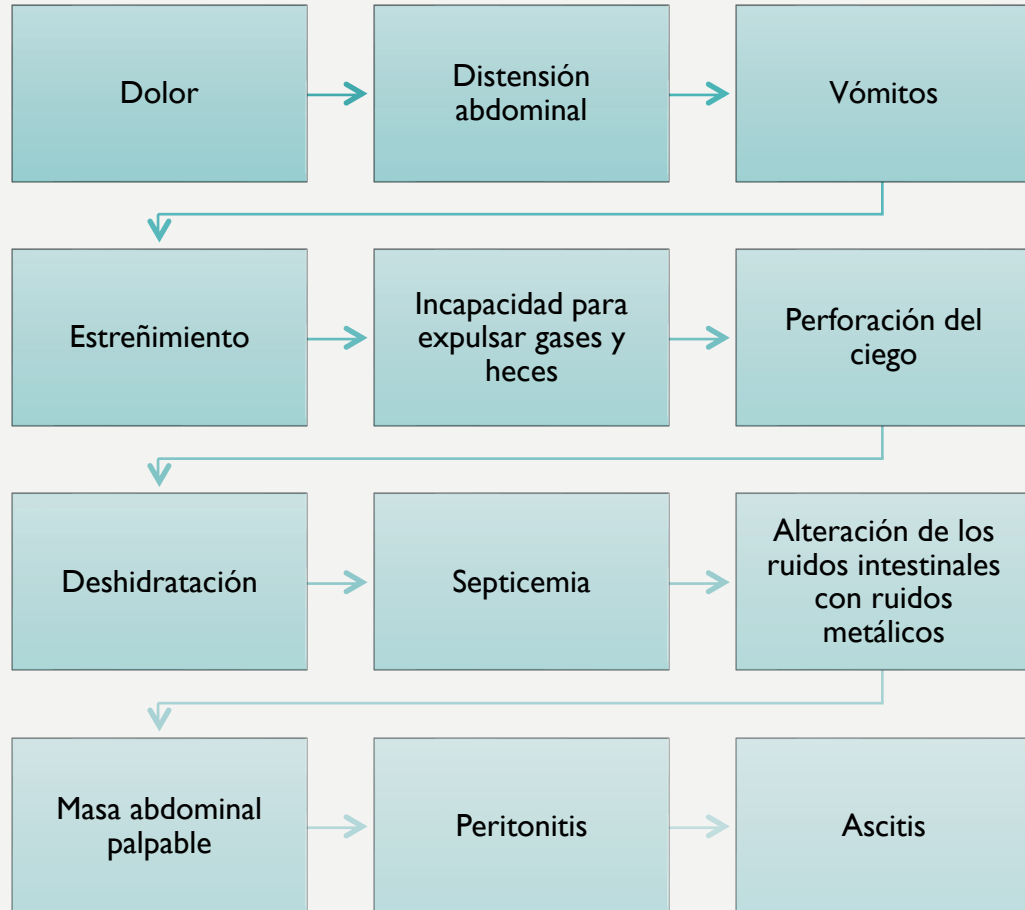 Dolor
Distensión
abdominal
Vómitos
Estreñimiento
Incapacidad para
expulsar gases y
heces
Perforación del
ciego
Deshidratación
Septicemia
Alteración de los
ruidos intestinales
con ruidos
metálicos
Masa abdominal
palpable
Peritonitis
Ascitis